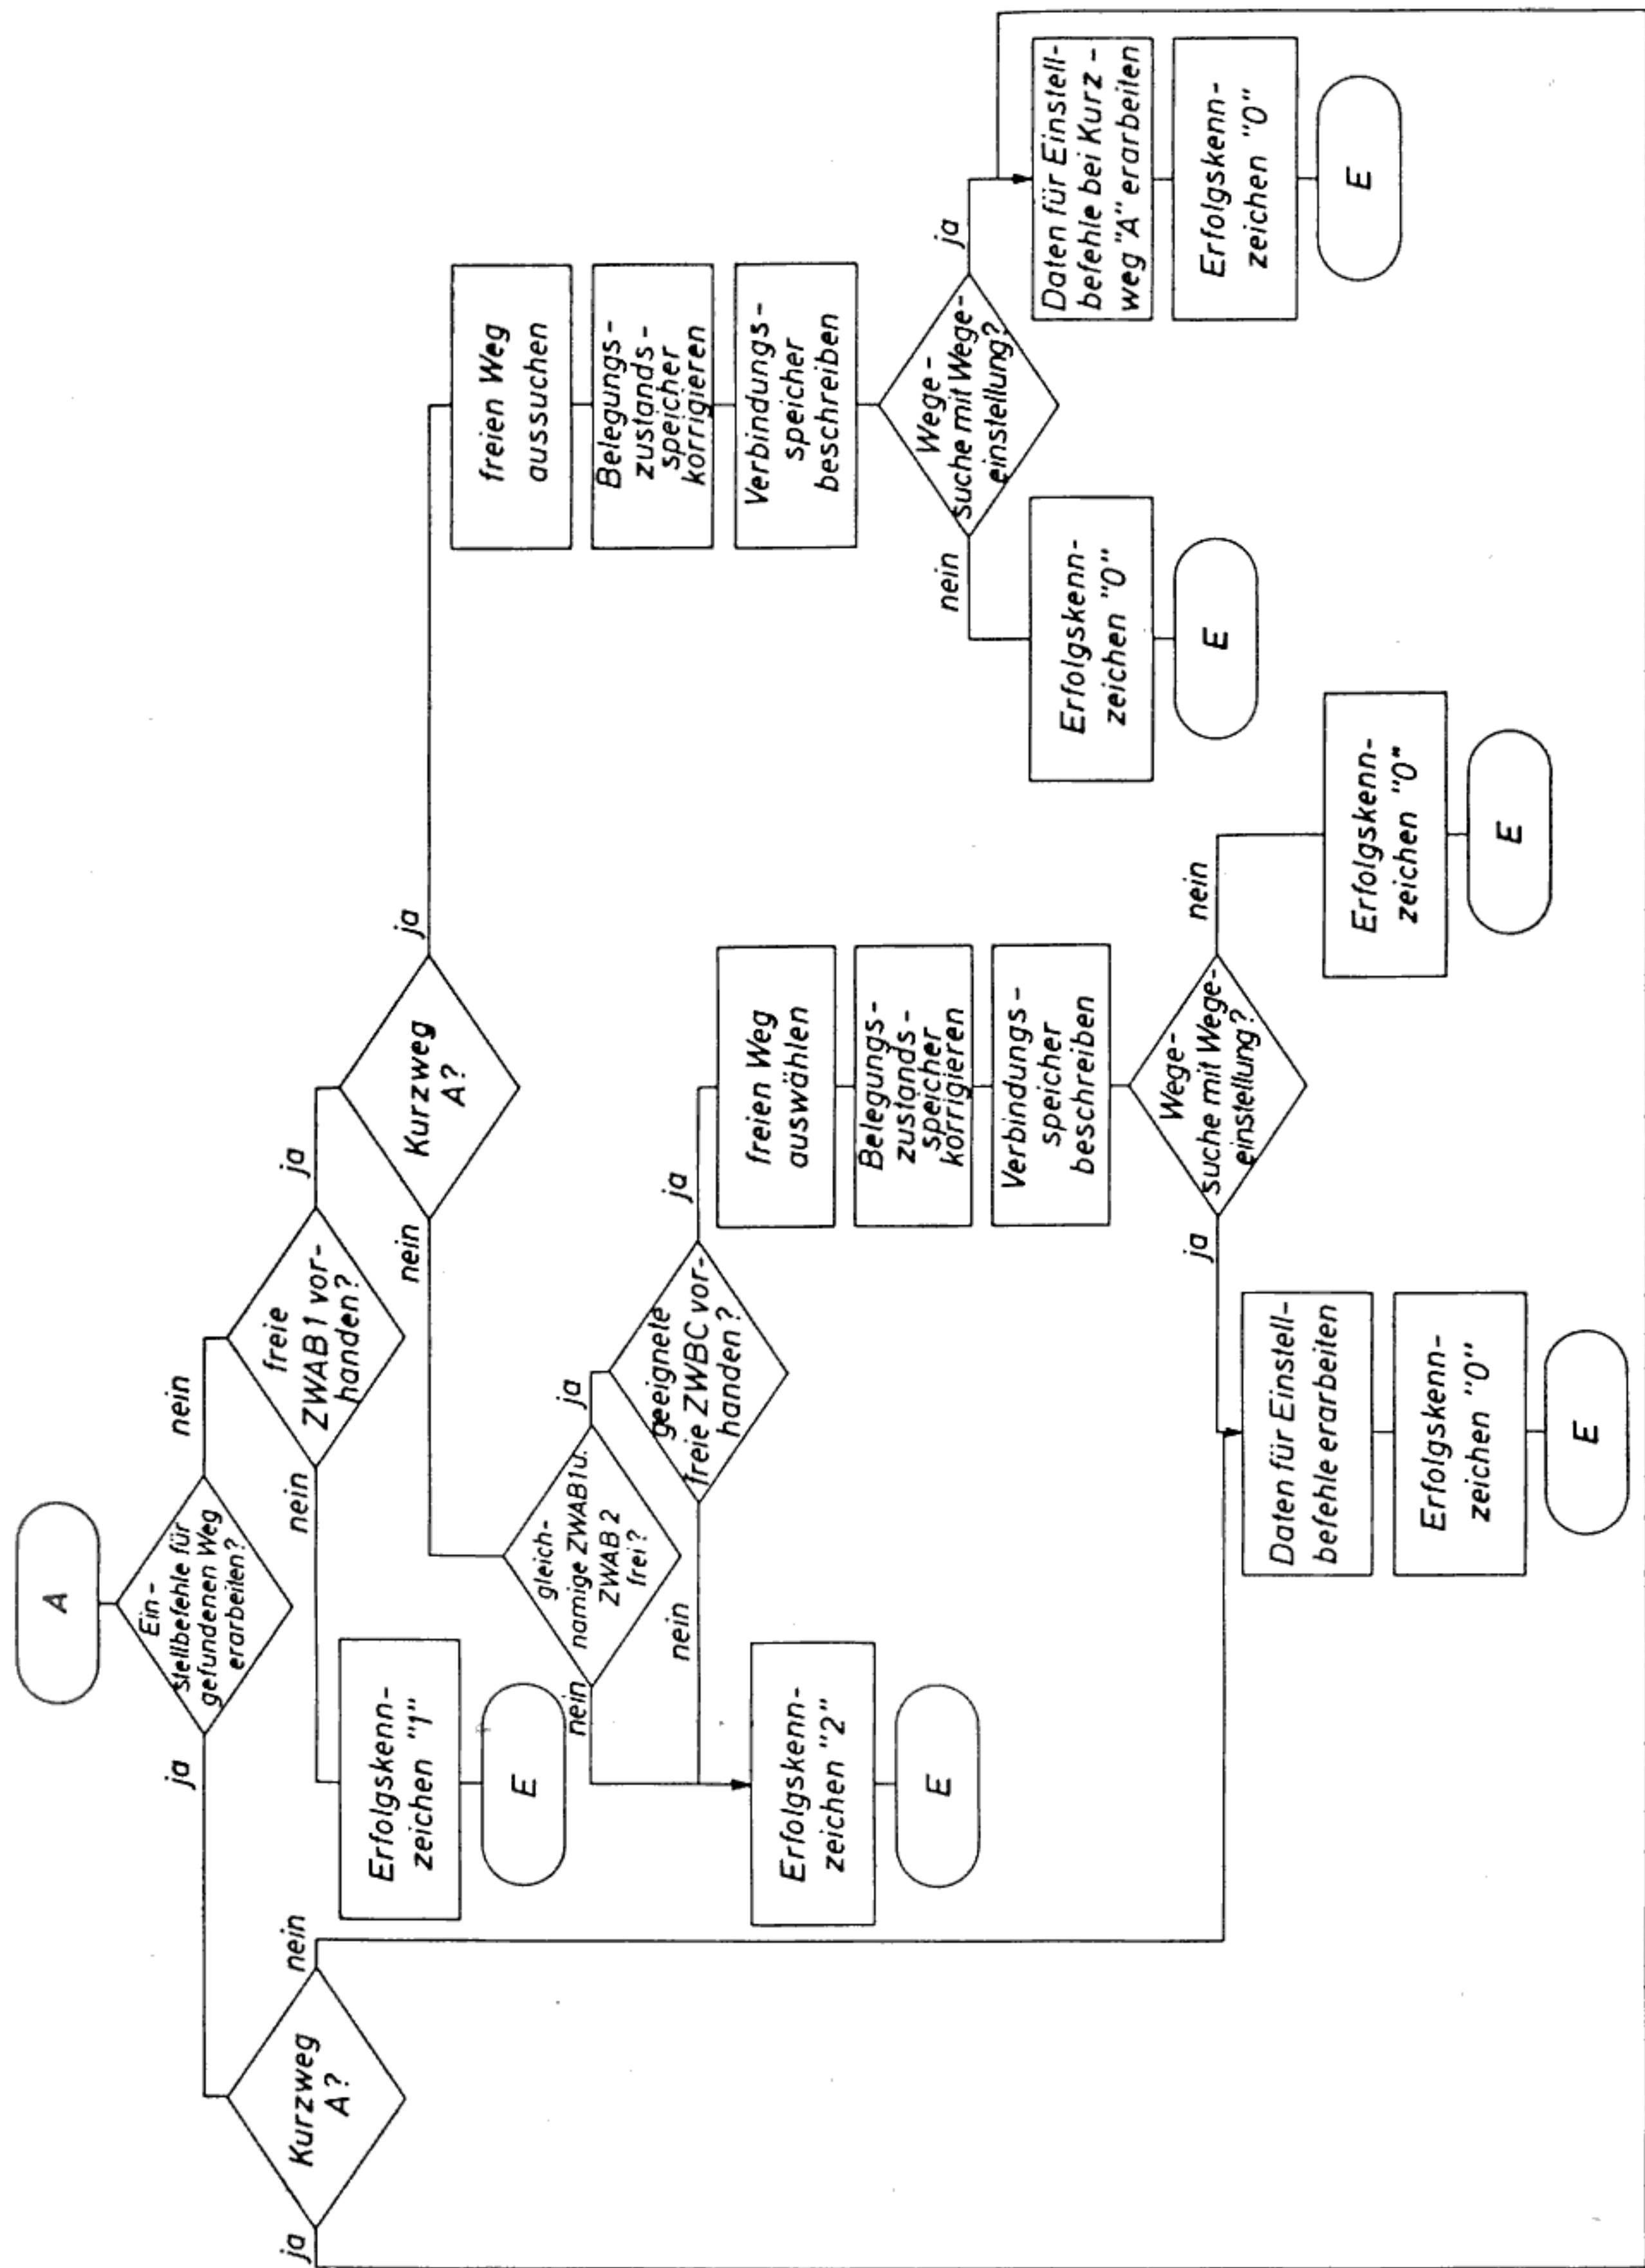 A
Ein-
stellbefehle für
gefundenen Weg
erarbeiten?
ja
nein
Kurzweg
A?
ja
nein
freie
ZWAB 1 vor-
handen?
nein
ja
Erfolgskenn-
zeichen "1"
E
Kurzweg
A?
nein
ja
gleich-
namige ZWAB1u.
ZWAB 2
frei?
nein
ja
geeignete
freie ZWBC vor-
handen?
nein
ja
Erfolgskenn-
zeichen "2"
E
freien Weg
auswählen
Belegungs-
zustands-
speicher
korrigieren
Verbindungs-
speicher
beschreiben
Wege-
suche mit Wege-
einstellung?
ja
nein
Daten für Einstell-
befehle erarbeiten
Erfolgskenn-
zeichen "0"
E
Erfolgskenn-
zeichen "0"
E
freien Weg
aussuchen
Belegungs-
zustands-
speicher
korrigieren
Verbindungs-
speicher
beschreiben
Wege-
suche mit Wege-
einstellung?
nein
ja
Erfolgskenn-
zeichen "0"
E
Daten für Einstell-
befehle bei Kurz-
weg "A" erarbeiten
Erfolgskenn-
zeichen "0"
E